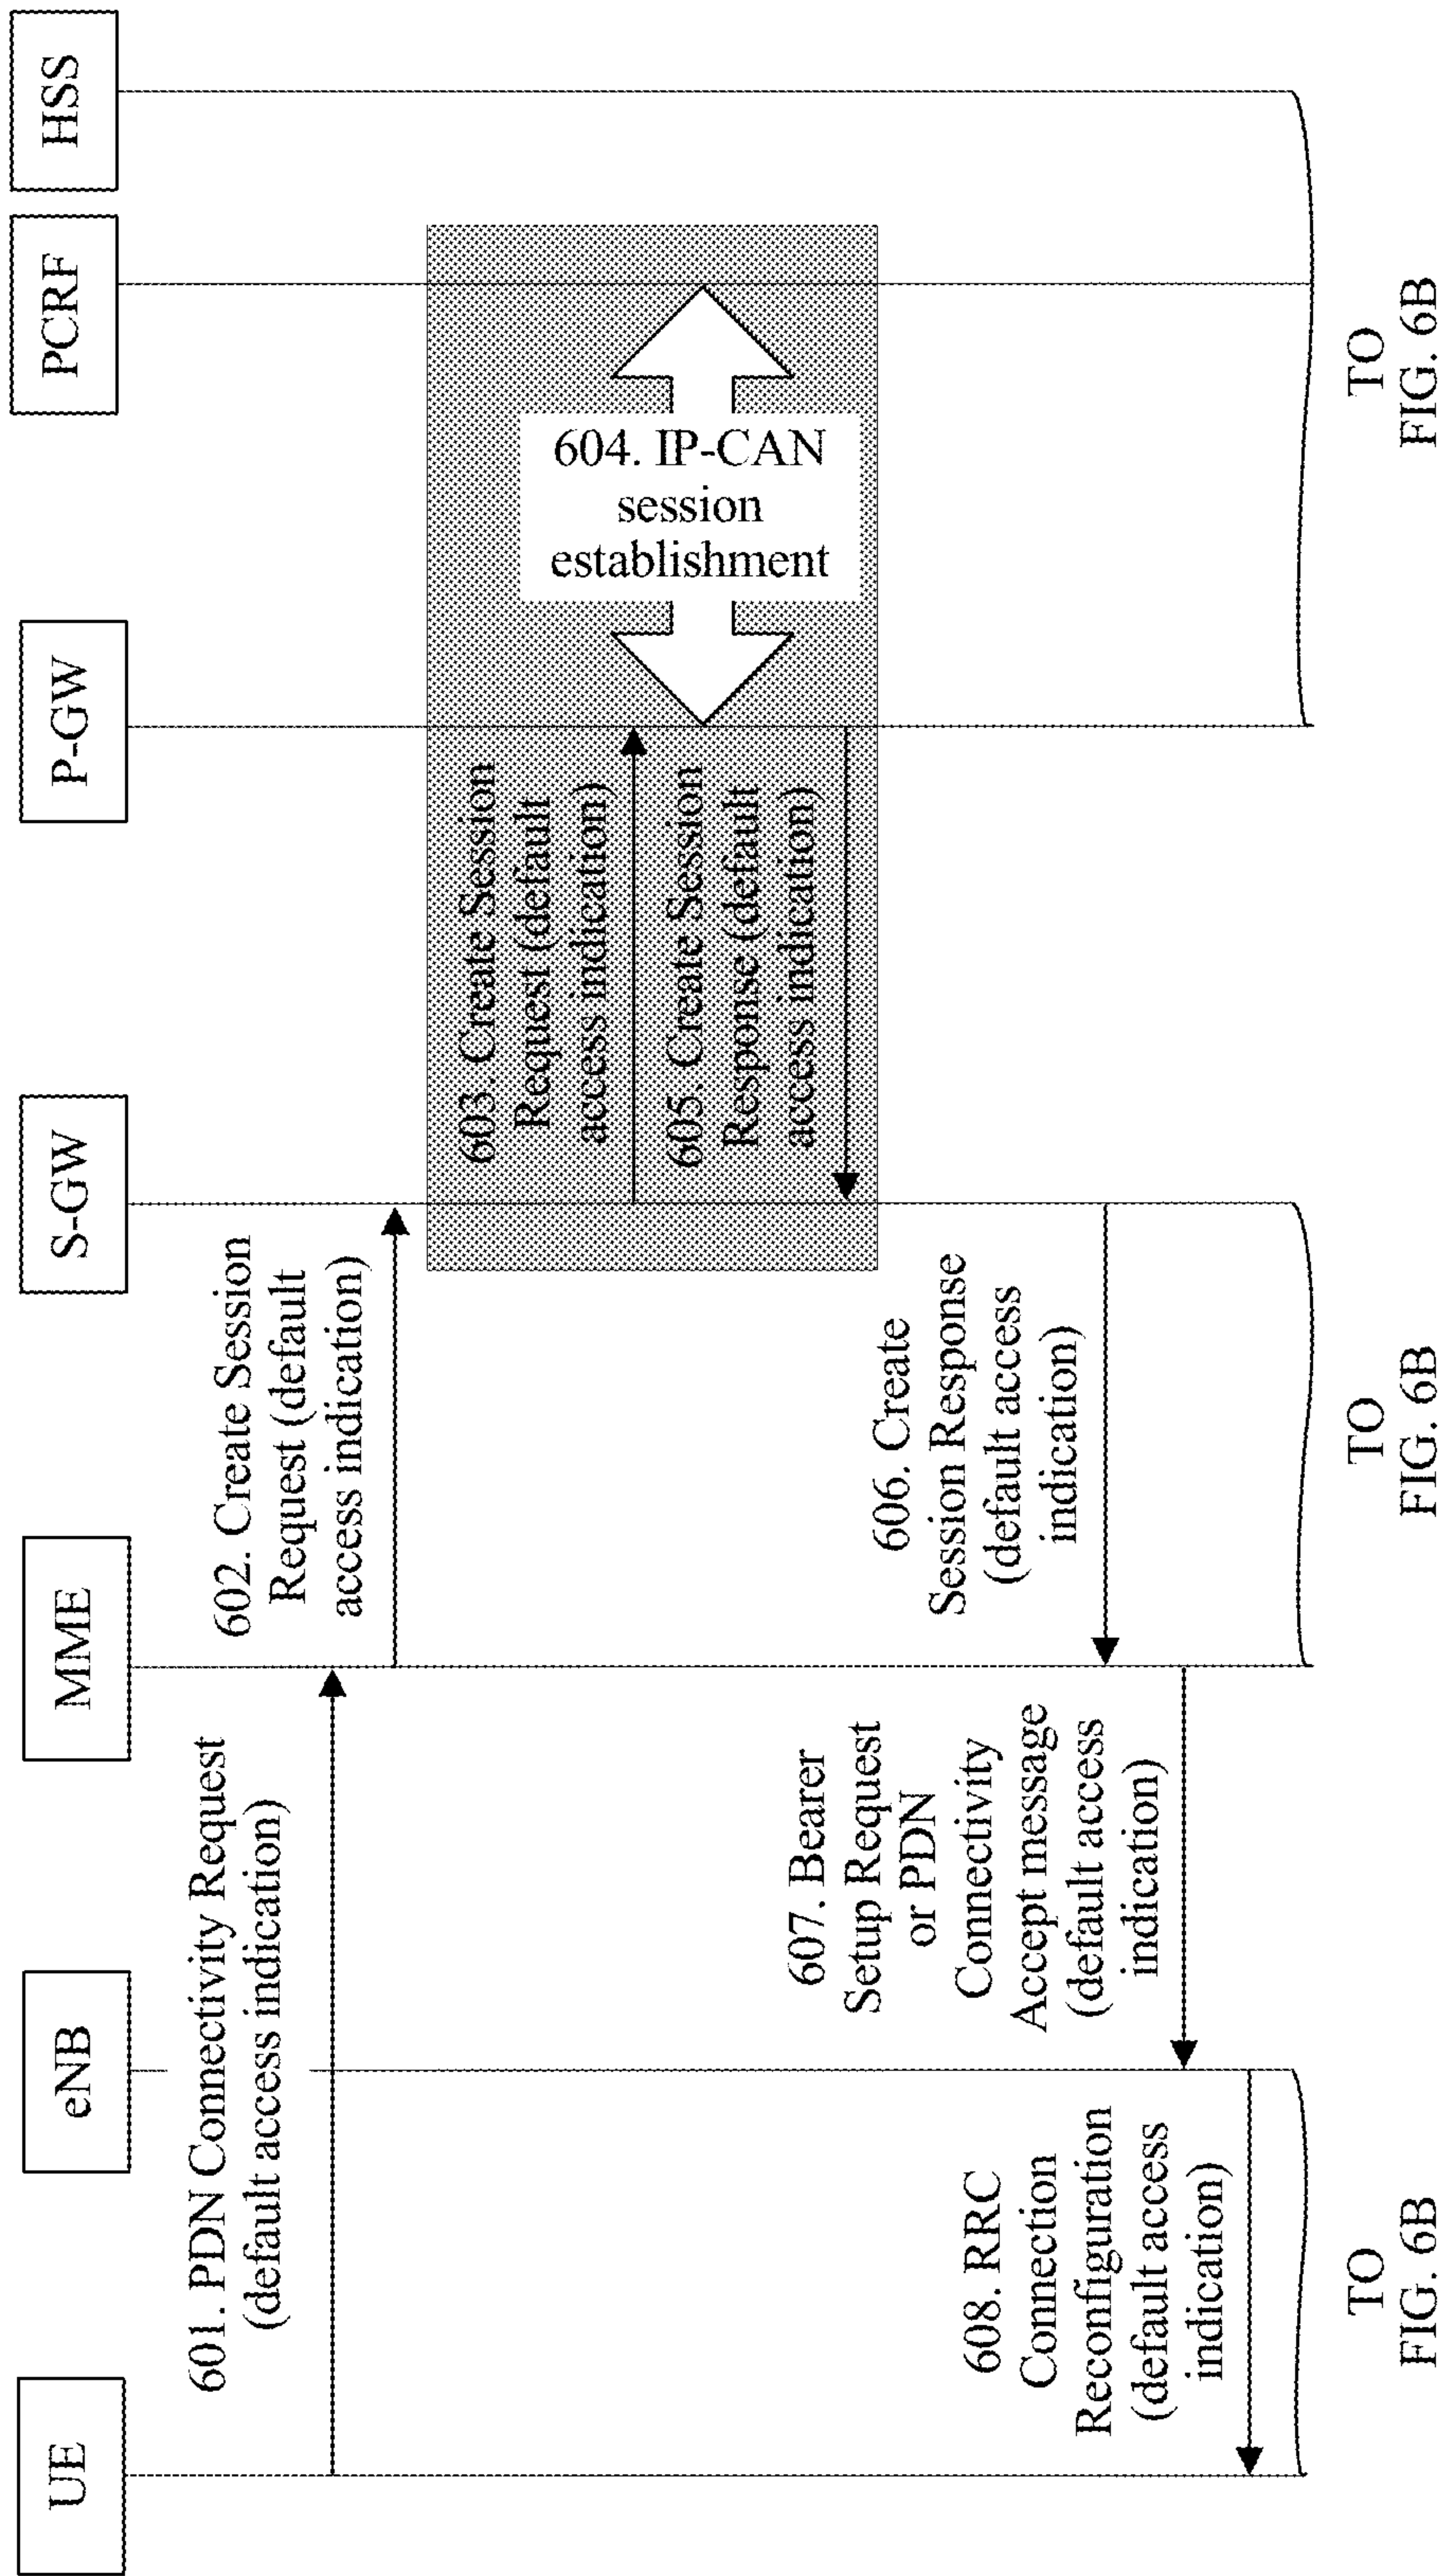 UE
eNB
MME
S-GW
P-GW
PCRF
HSS
601. PDN Connectivity Request
(default access indication)
602. Create Session
Request (default
access indication)
603. Create Session
Request (default
access indication)
604. IP-CAN
session
establishment
605. Create Session
Response (default
access indication)
606. Create
Session Response
(default access
indication)
607. Bearer
Setup Request
or PDN
Connectivity
Accept message
(default access
indication)
608. RRC
Connection
Reconfiguration
(default access
indication)
TO
FIG. 6B
TO
FIG. 6B
TO
FIG. 6B